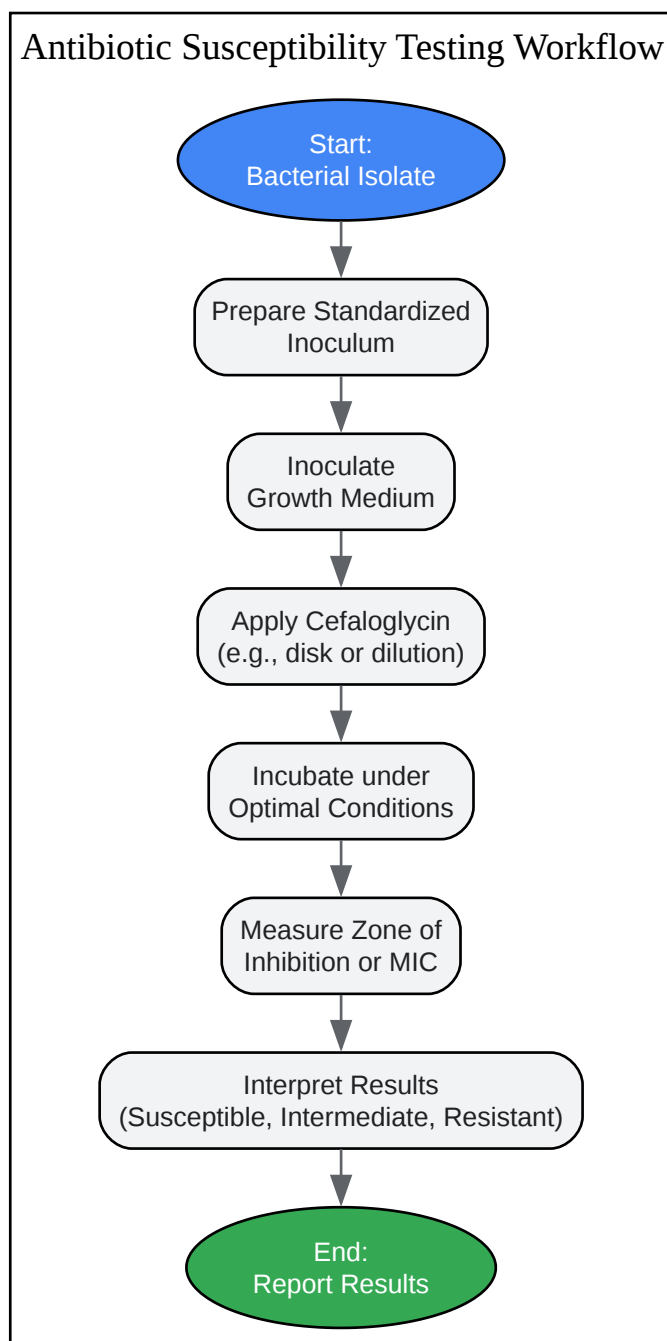 Antibiotic Susceptibility Testing Workflow
Start:
Bacterial Isolate
Prepare Standardized
Inoculum
Inoculate
Growth Medium
Apply Cefaloglycin
(e.g., disk or dilution)
Incubate under
Optimal Conditions
Measure Zone of
Inhibition or MIC
Interpret Results
(Susceptible, Intermediate, Resistant)
End:
Report Results